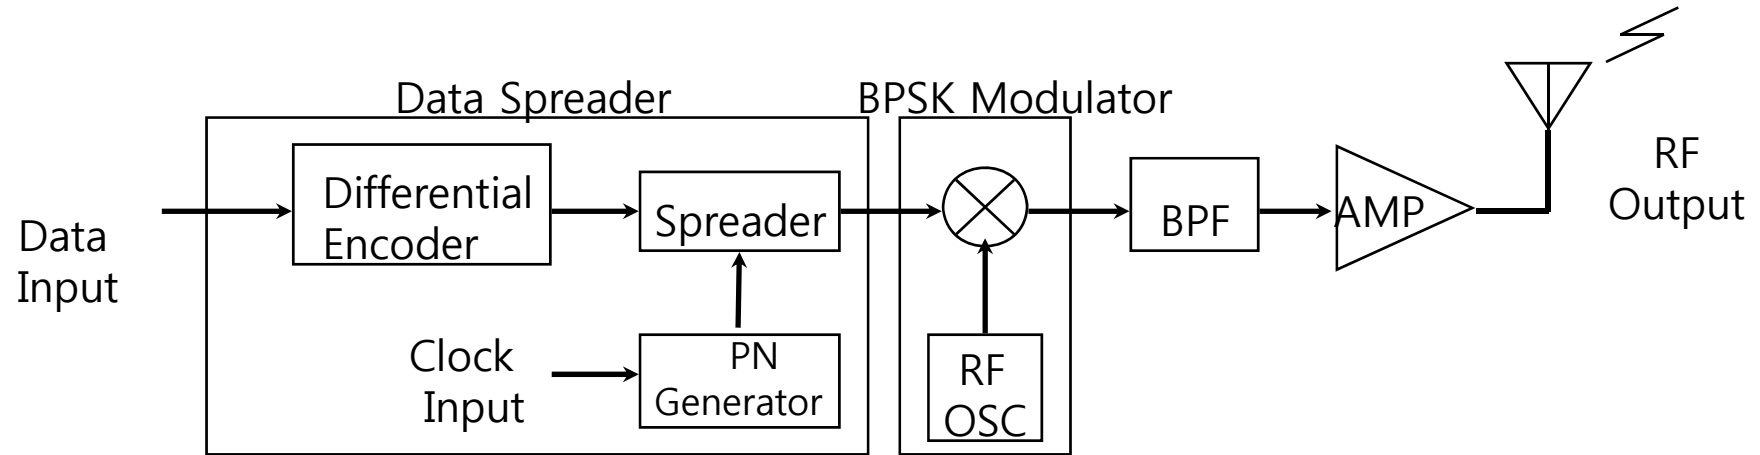 Data Spreader
BPSK Modulator
Differential
Encoder
Spreader
BPF
AMP
RF
Output
Data
Input
Clock
Input
PN
Generator
RF
OSC